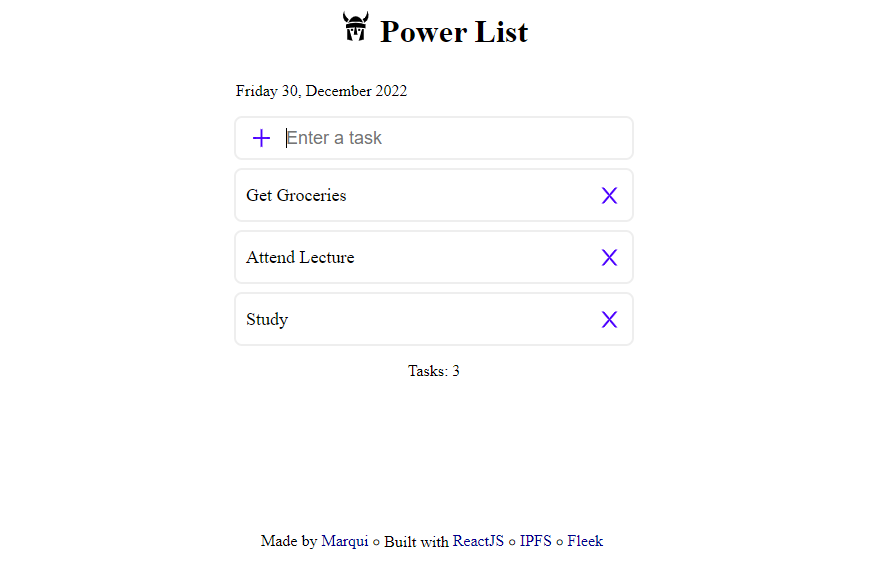 Power List
Friday 30, December 2022
Enter a task
Get Groceries
X
Attend Lecture
X
Study
X
Tasks: 3
Made by Marqui ○ Built with ReactJS ○ IPFS ○ Fleek